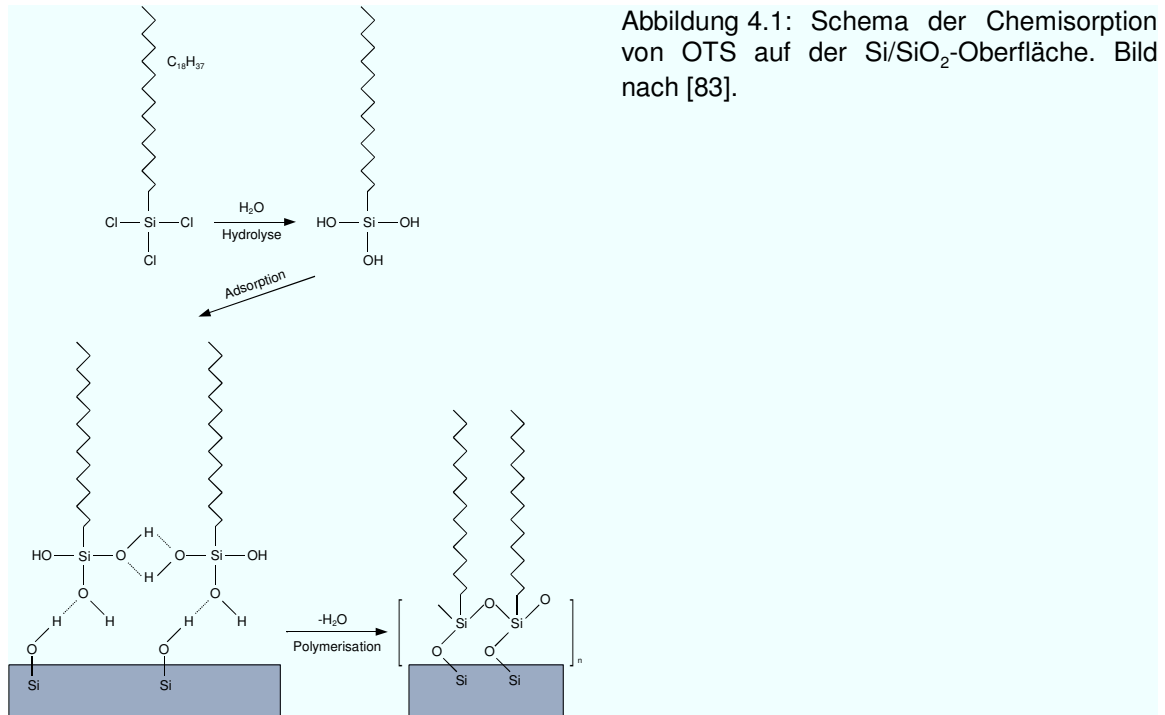 Abbildung 4.1: Schema der Chemisorption
von OTS auf der Si/SiO₂-Oberfläche. Bild
nach [83].
C₁₈H₃₇
Cl Si Cl
Cl
H₂O
Hydrolyse
HO Si OH
OH
Adsorption
HO Si O H O Si OH
H
O O
H H H H
O O
Si Si
-H₂O
Polymerisation
O O
Si Si
O O
n
Si Si